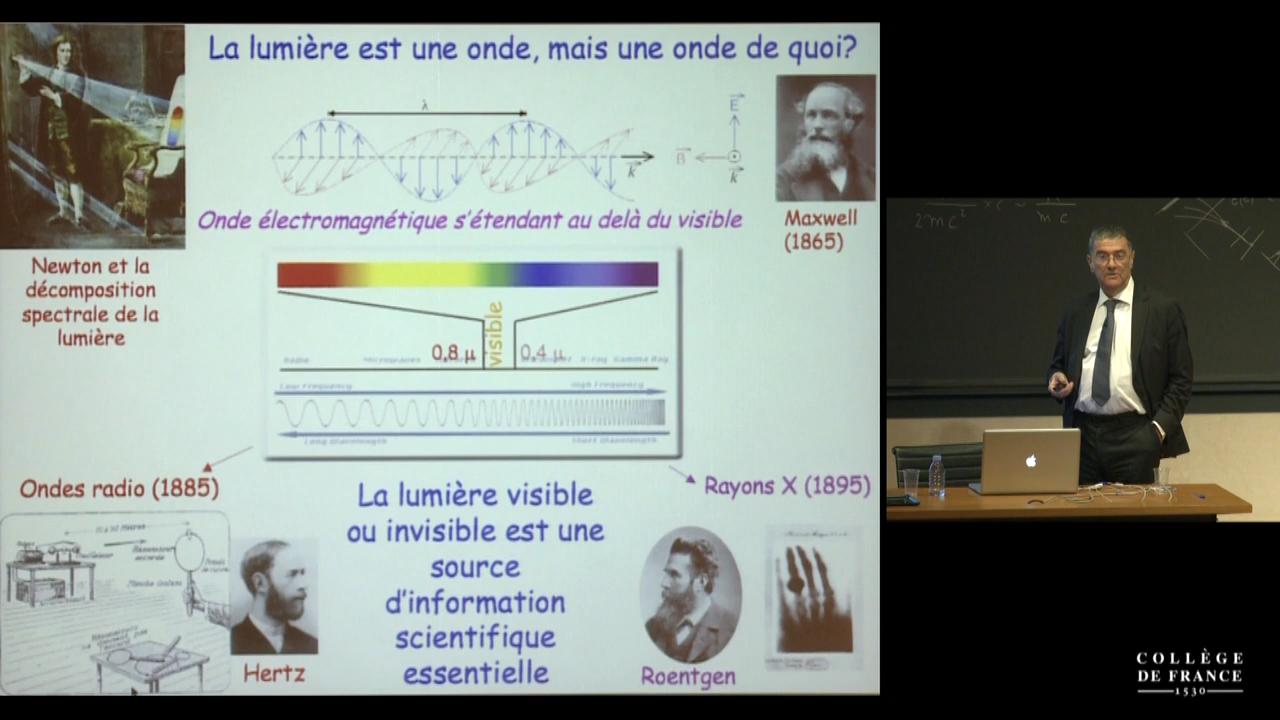 La lumière est une onde, mais une onde de quoi?
λ
E
B
k
k
Onde électromagnétique s'étendant au delà du visible
Maxwell
(1865)
Newton et la
décomposition
spectrale de la
lumière
visible
0,8 μ
0,4 μ
Radio
Microwaves
X-ray
Gamma Ray
Low Frequency
High Frequency
Long Wavelength
Short Wavelength
Ondes radio (1885)
Rayons X (1895)
La lumière visible
ou invisible est une
source
d'information
scientifique
essentielle
Hertz
Roentgen
2mc²
mc
COLLÈGE
DE FRANCE
1530